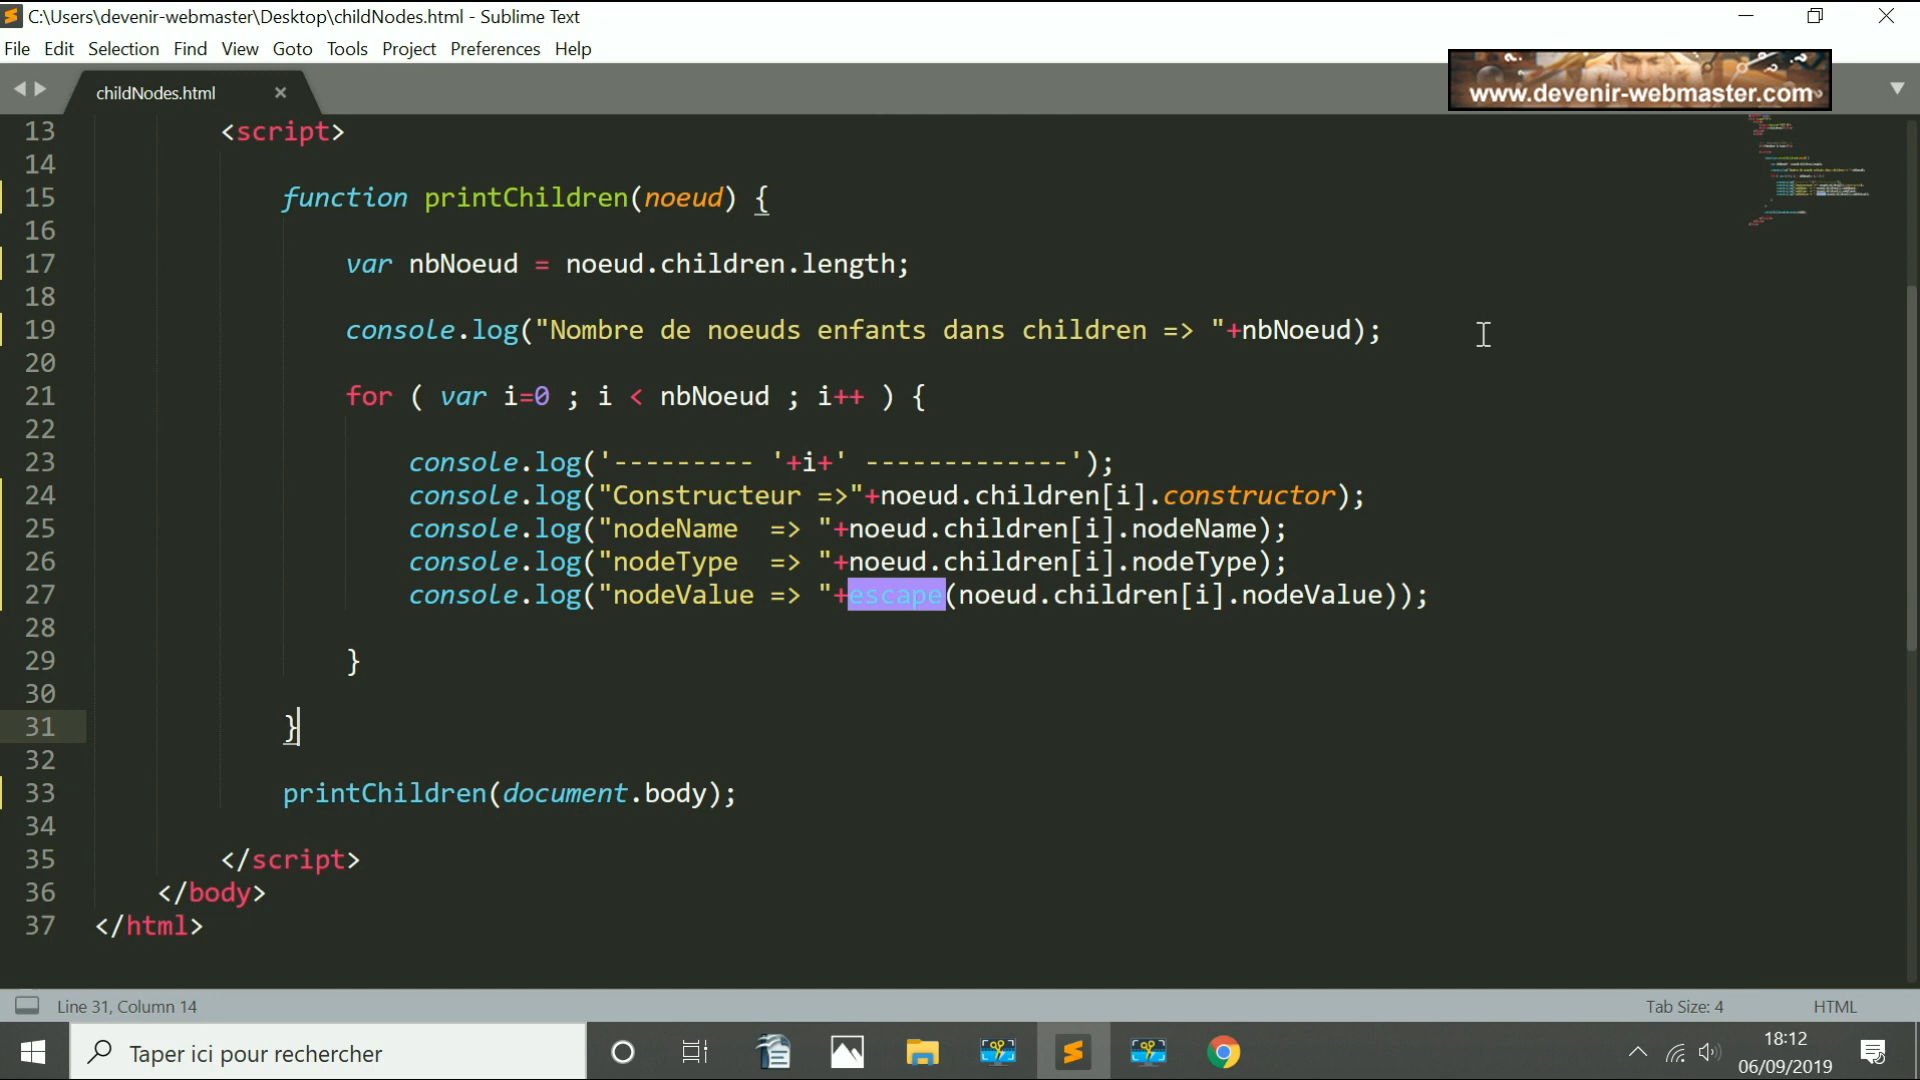 C:\Users\devenir-webmaster\Desktop\childNodes.html - Sublime Text
File Edit Selection Find View Goto Tools Project Preferences Help
www.devenir-webmaster.com
childNodes.html
13 <script>
14
15 function printChildren(noeud) {
16
17 var nbNoeud = noeud.children.length;
18
19 console.log("Nombre de noeuds enfants dans children => "+nbNoeud);
20
21 for ( var i=0 ; i < nbNoeud ; i++ ) {
22
23 console.log('--------- '+i+' -------------');
24 console.log("Constructeur =>"+noeud.children[i].constructor);
25 console.log("nodeName  => "+noeud.children[i].nodeName);
26 console.log("nodeType  => "+noeud.children[i].nodeType);
27 console.log("nodeValue => "+escape(noeud.children[i].nodeValue));
28
29 }
30
31 }
32
33 printChildren(document.body);
34
35 </script>
36 </body>
37 </html>
Line 31, Column 14 Tab Size: 4 HTML
Taper ici pour rechercher
18:12
06/09/2019